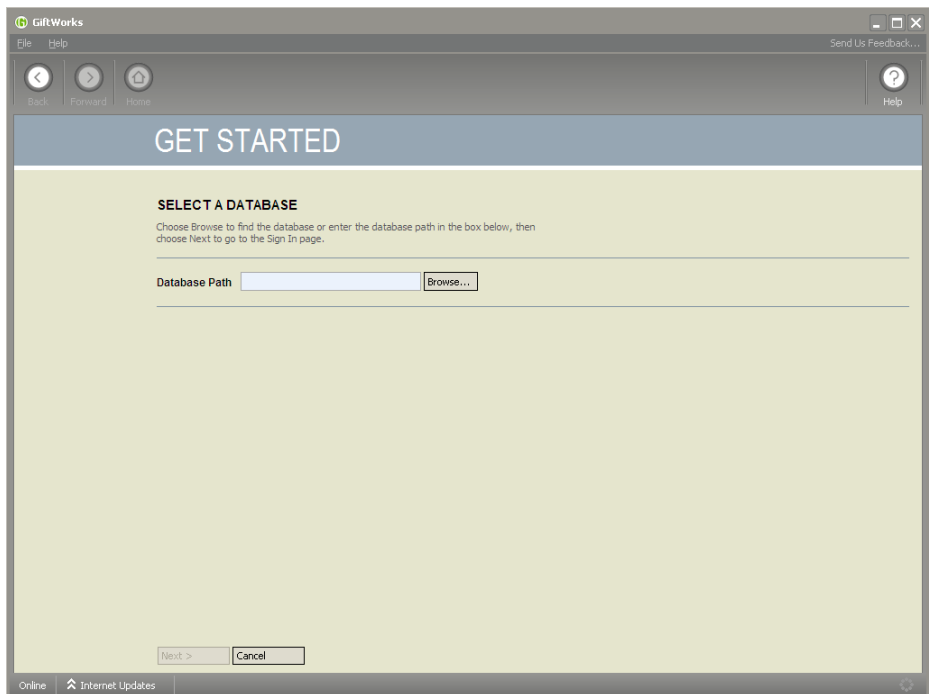 GiftWorks
File Help Send Us Feedback...
Back Forward Home Help
GET STARTED
SELECT A DATABASE
Choose Browse to find the database or enter the database path in the box below, then
choose Next to go to the Sign In page.
Database Path Browse...
Next > Cancel
Online Internet Updates